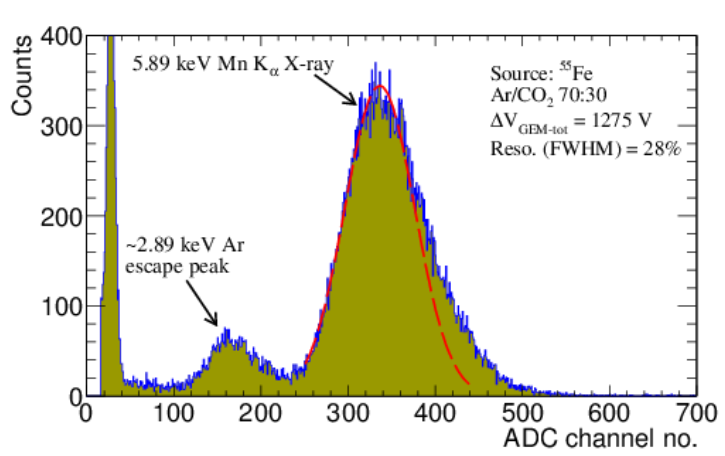 Counts
400
300
200
100
0
5.89 keV Mn Kα X-ray
~2.89 keV Ar
escape peak
Source: ⁵⁵Fe
Ar/CO₂ 70:30
ΔV_GEM-tot = 1275 V
Reso. (FWHM) = 28%
0 100 200 300 400 500 600 700
ADC channel no.